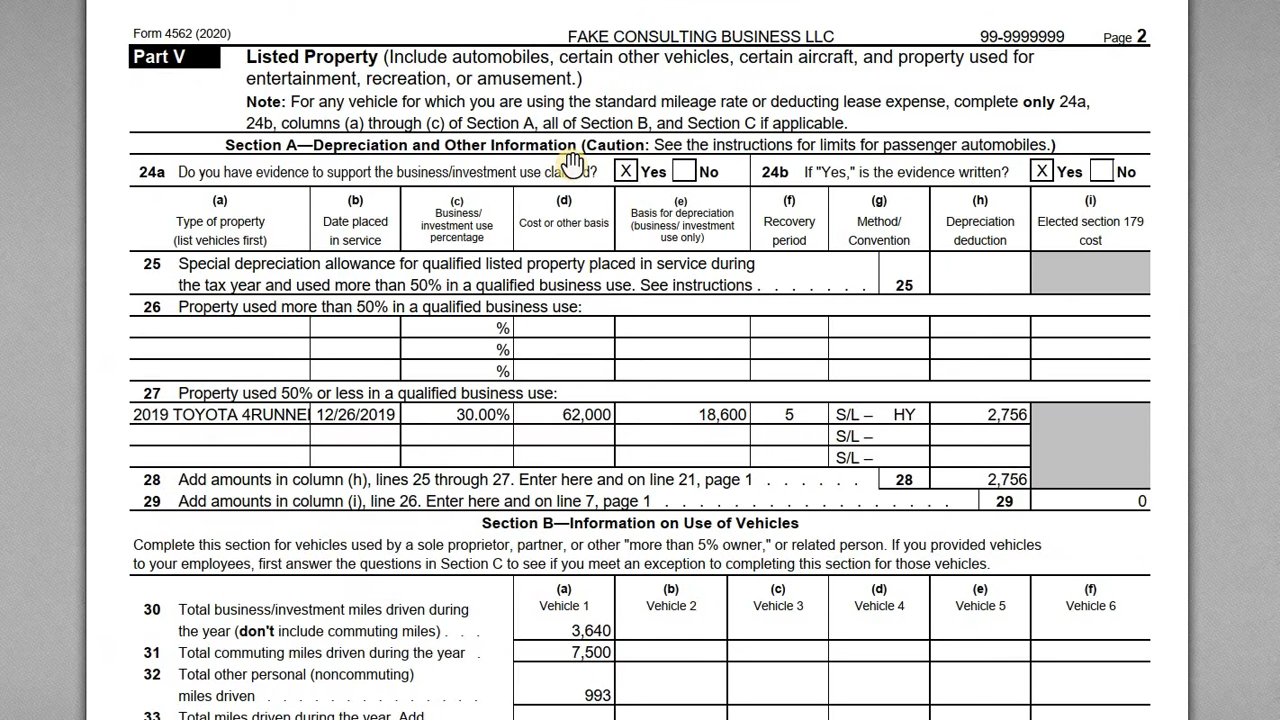 Form 4562 (2020) FAKE CONSULTING BUSINESS LLC 99-9999999 Page 2
Part V Listed Property (Include automobiles, certain other vehicles, certain aircraft, and property used for
entertainment, recreation, or amusement.)
Note: For any vehicle for which you are using the standard mileage rate or deducting lease expense, complete only 24a,
24b, columns (a) through (c) of Section A, all of Section B, and Section C if applicable.
Section A—Depreciation and Other Information (Caution: See the instructions for limits for passenger automobiles.)
24a Do you have evidence to support the business/investment use claimed? X Yes No 24b If "Yes," is the evidence written? X Yes No
(a) (b) (c) (d) (e) (f) (g) (h) (i)
Type of property Date placed Business/ Cost or other basis Basis for depreciation Recovery Method/ Depreciation Elected section 179
(list vehicles first) in service investment use (business/ investment period Convention deduction cost
percentage use only)
25 Special depreciation allowance for qualified listed property placed in service during
the tax year and used more than 50% in a qualified business use. See instructions . . . . . . . 25
26 Property used more than 50% in a qualified business use:
%
%
%
27 Property used 50% or less in a qualified business use:
2019 TOYOTA 4RUNNE 12/26/2019 30.00% 62,000 18,600 5 S/L – HY 2,756
S/L –
S/L –
28 Add amounts in column (h), lines 25 through 27. Enter here and on line 21, page 1 . . . . . . 28 2,756
29 Add amounts in column (i), line 26. Enter here and on line 7, page 1 . . . . . . . . . . . . . . . . . 29 0
Section B—Information on Use of Vehicles
Complete this section for vehicles used by a sole proprietor, partner, or other "more than 5% owner," or related person. If you provided vehicles
to your employees, first answer the questions in Section C to see if you meet an exception to completing this section for those vehicles.
(a) (b) (c) (d) (e) (f)
Vehicle 1 Vehicle 2 Vehicle 3 Vehicle 4 Vehicle 5 Vehicle 6
30 Total business/investment miles driven during
the year (don't include commuting miles) . . . 3,640
31 Total commuting miles driven during the year . 7,500
32 Total other personal (noncommuting)
miles driven . . . . . . . . . . . . . 993
33 Total miles driven during the year. Add